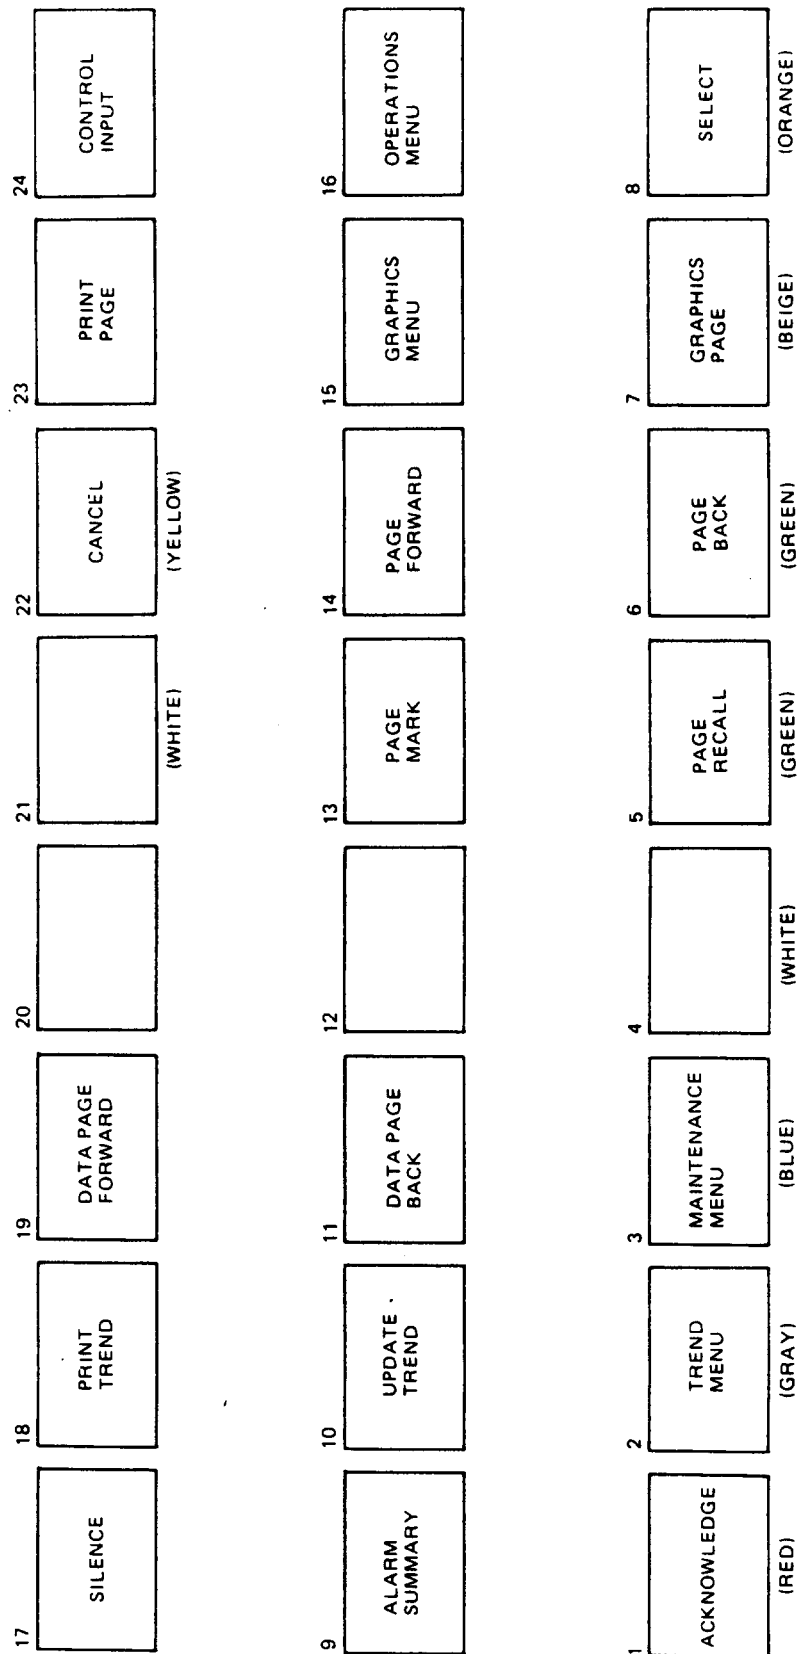 17
SILENCE
18
PRINT
TREND
19
DATA PAGE
FORWARD
20
21
(WHITE)
22
CANCEL
(YELLOW)
23
PRINT
PAGE
24
CONTROL
INPUT
9
ALARM
SUMMARY
10
UPDATE
TREND
11
DATA PAGE
BACK
12
13
PAGE
MARK
14
PAGE
FORWARD
15
GRAPHICS
MENU
16
OPERATIONS
MENU
1
ACKNOWLEDGE
(RED)
2
TREND
MENU
(GRAY)
3
MAINTENANCE
MENU
(BLUE)
4
(WHITE)
5
PAGE
RECALL
(GREEN)
6
PAGE
BACK
(GREEN)
7
GRAPHICS
PAGE
(BEIGE)
8
SELECT
(ORANGE)